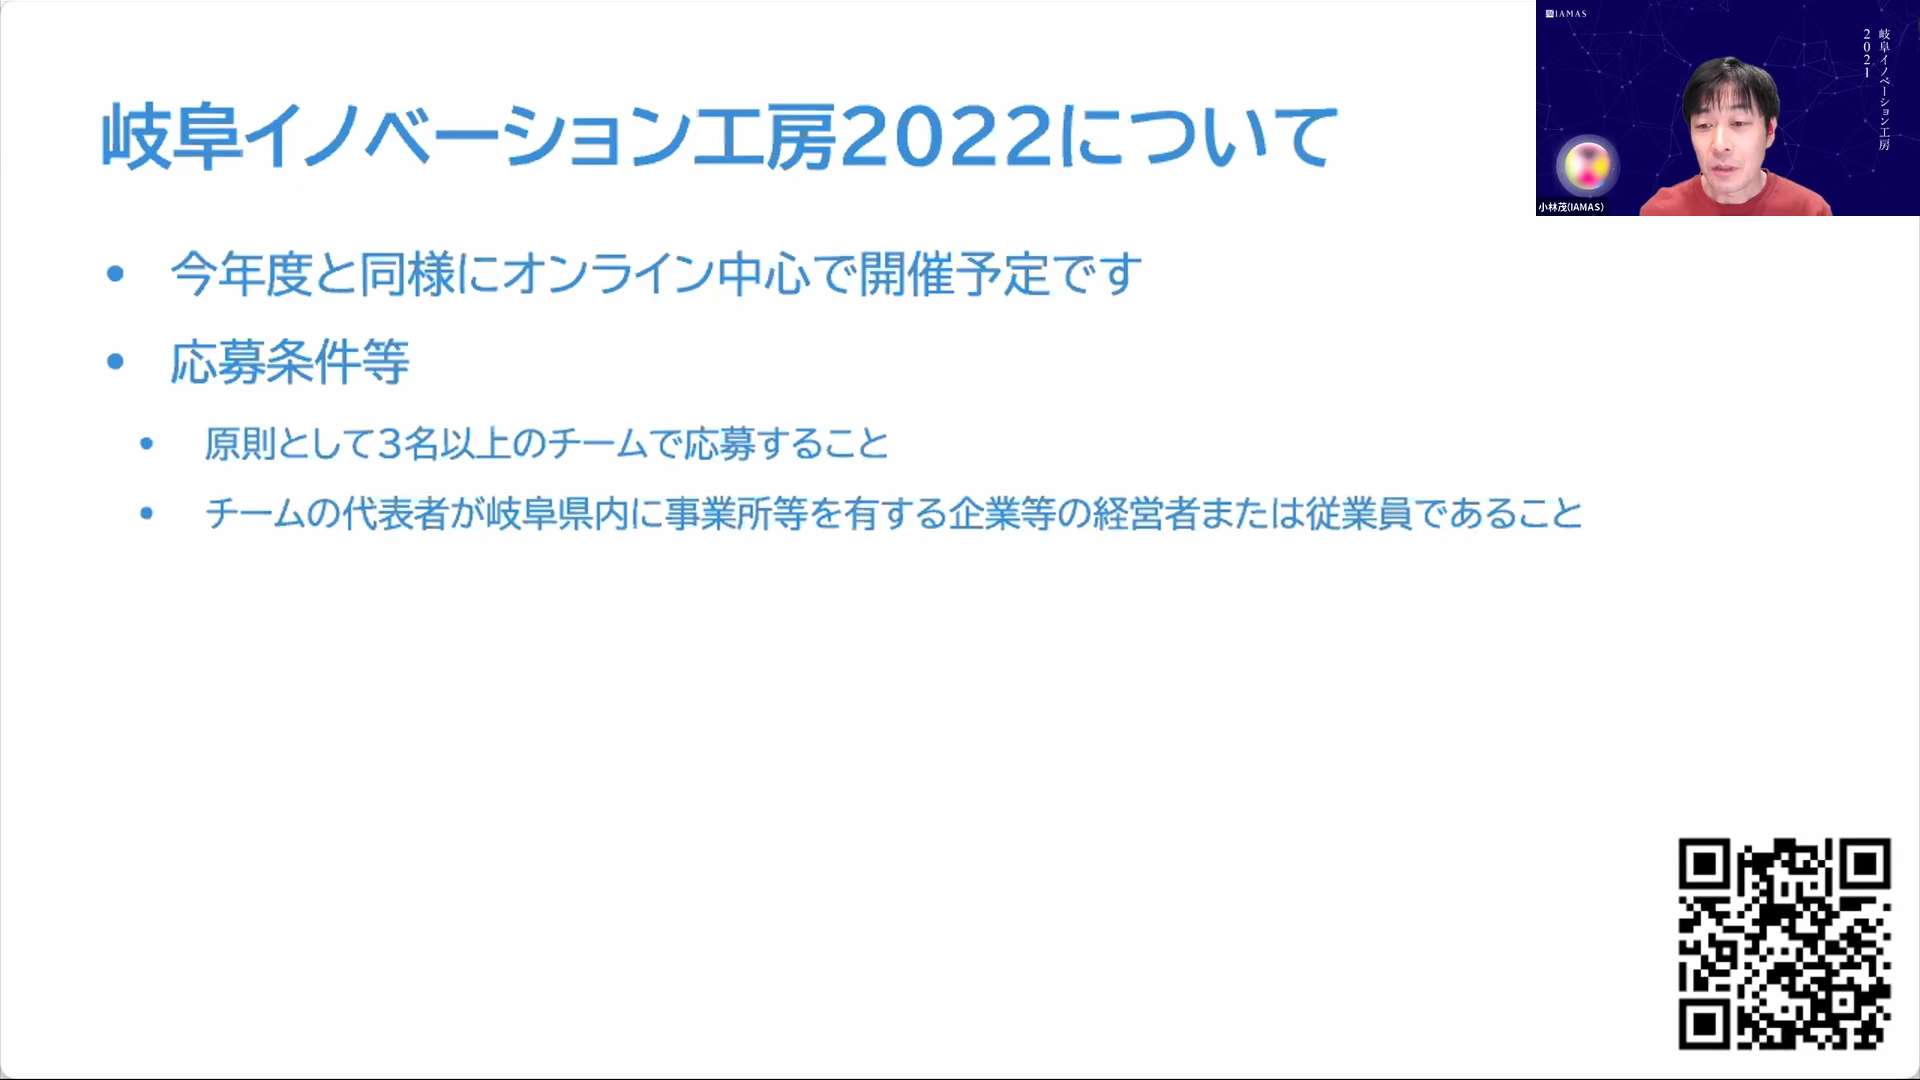 岐阜イノベーション工房2022について
• 今年度と同様にオンライン中心で開催予定です
• 応募条件等
• 原則として3名以上のチームで応募すること
• チームの代表者が岐阜県内に事業所等を有する企業等の経営者または従業員であること
IAMAS
岐阜イノベーション工房
2021
小林茂(IAMAS)